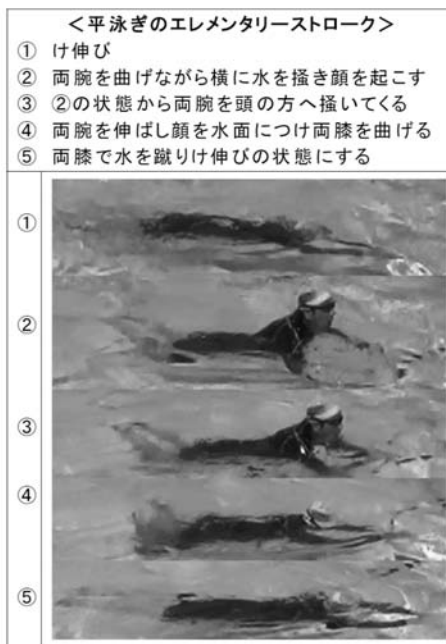 <平泳ぎのエレメンタリーストローク>
① け伸び
② 両腕を曲げながら横に水を掻き顔を起こす
③ ②の状態から両腕を頭の方へ掻いてくる
④ 両腕を伸ばし顔を水面につけ両膝を曲げる
⑤ 両膝で水を蹴りけ伸びの状態にする
①
②
③
④
⑤